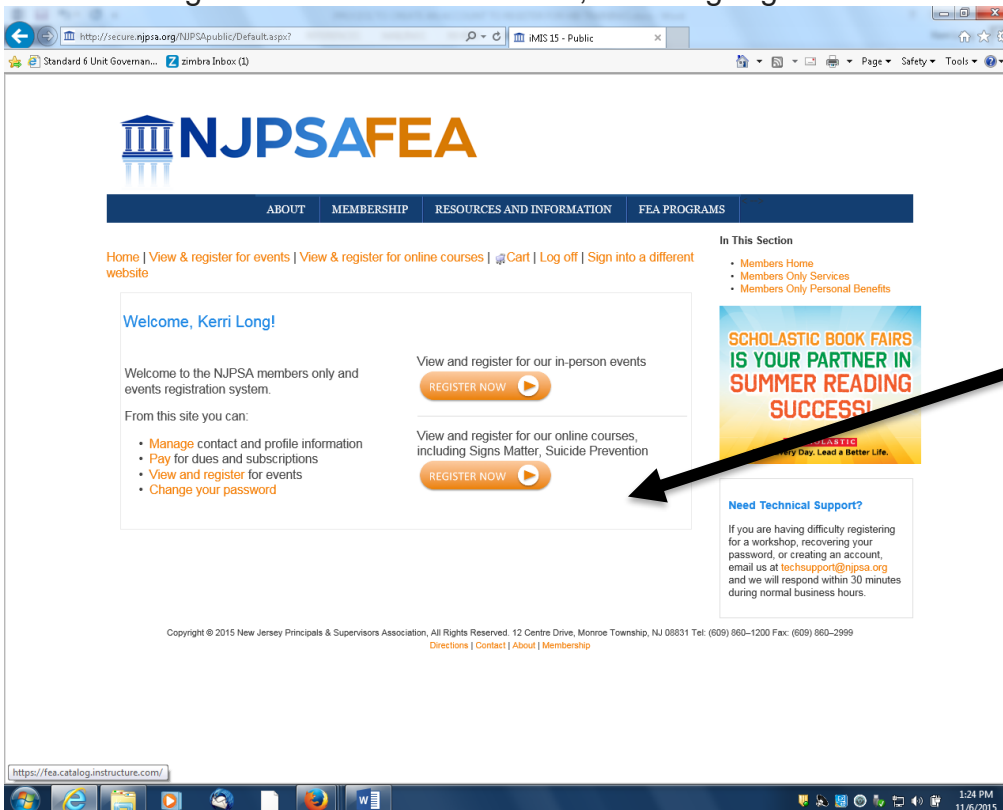 http://secure.njpsa.org/NJPSApublic/Default.aspx?
iMIS 15 - Public
Standard 6 Unit Governan...
zimbra Inbox (1)
Page
Safety
Tools
NJPSAFEA
ABOUT MEMBERSHIP RESOURCES AND INFORMATION FEA PROGRAMS
Home | View & register for events | View & register for online courses | Cart | Log off | Sign into a different
website
Welcome, Kerri Long!
Welcome to the NJPSA members only and
events registration system.
From this site you can:
• Manage contact and profile information
• Pay for dues and subscriptions
• View and register for events
• Change your password
View and register for our in-person events
REGISTER NOW
View and register for our online courses,
including Signs Matter, Suicide Prevention
REGISTER NOW
In This Section
• Members Home
• Members Only Services
• Members Only Personal Benefits
SCHOLASTIC BOOK FAIRS
IS YOUR PARTNER IN
SUMMER READING
SUCCESS!
Day. Lead a Better Life.
Need Technical Support?
If you are having difficulty registering
for a workshop, recovering your
password, or creating an account,
email us at techsupport@njpsa.org
and we will respond within 30 minutes
during normal business hours.
Copyright © 2015 New Jersey Principals & Supervisors Association, All Rights Reserved. 12 Centre Drive, Monroe Township, NJ 08831 Tel: (609) 860–1200 Fax: (609) 860–2999
Directions | Contact | About | Membership
https://fea.catalog.instructure.com/
1:24 PM
11/6/201